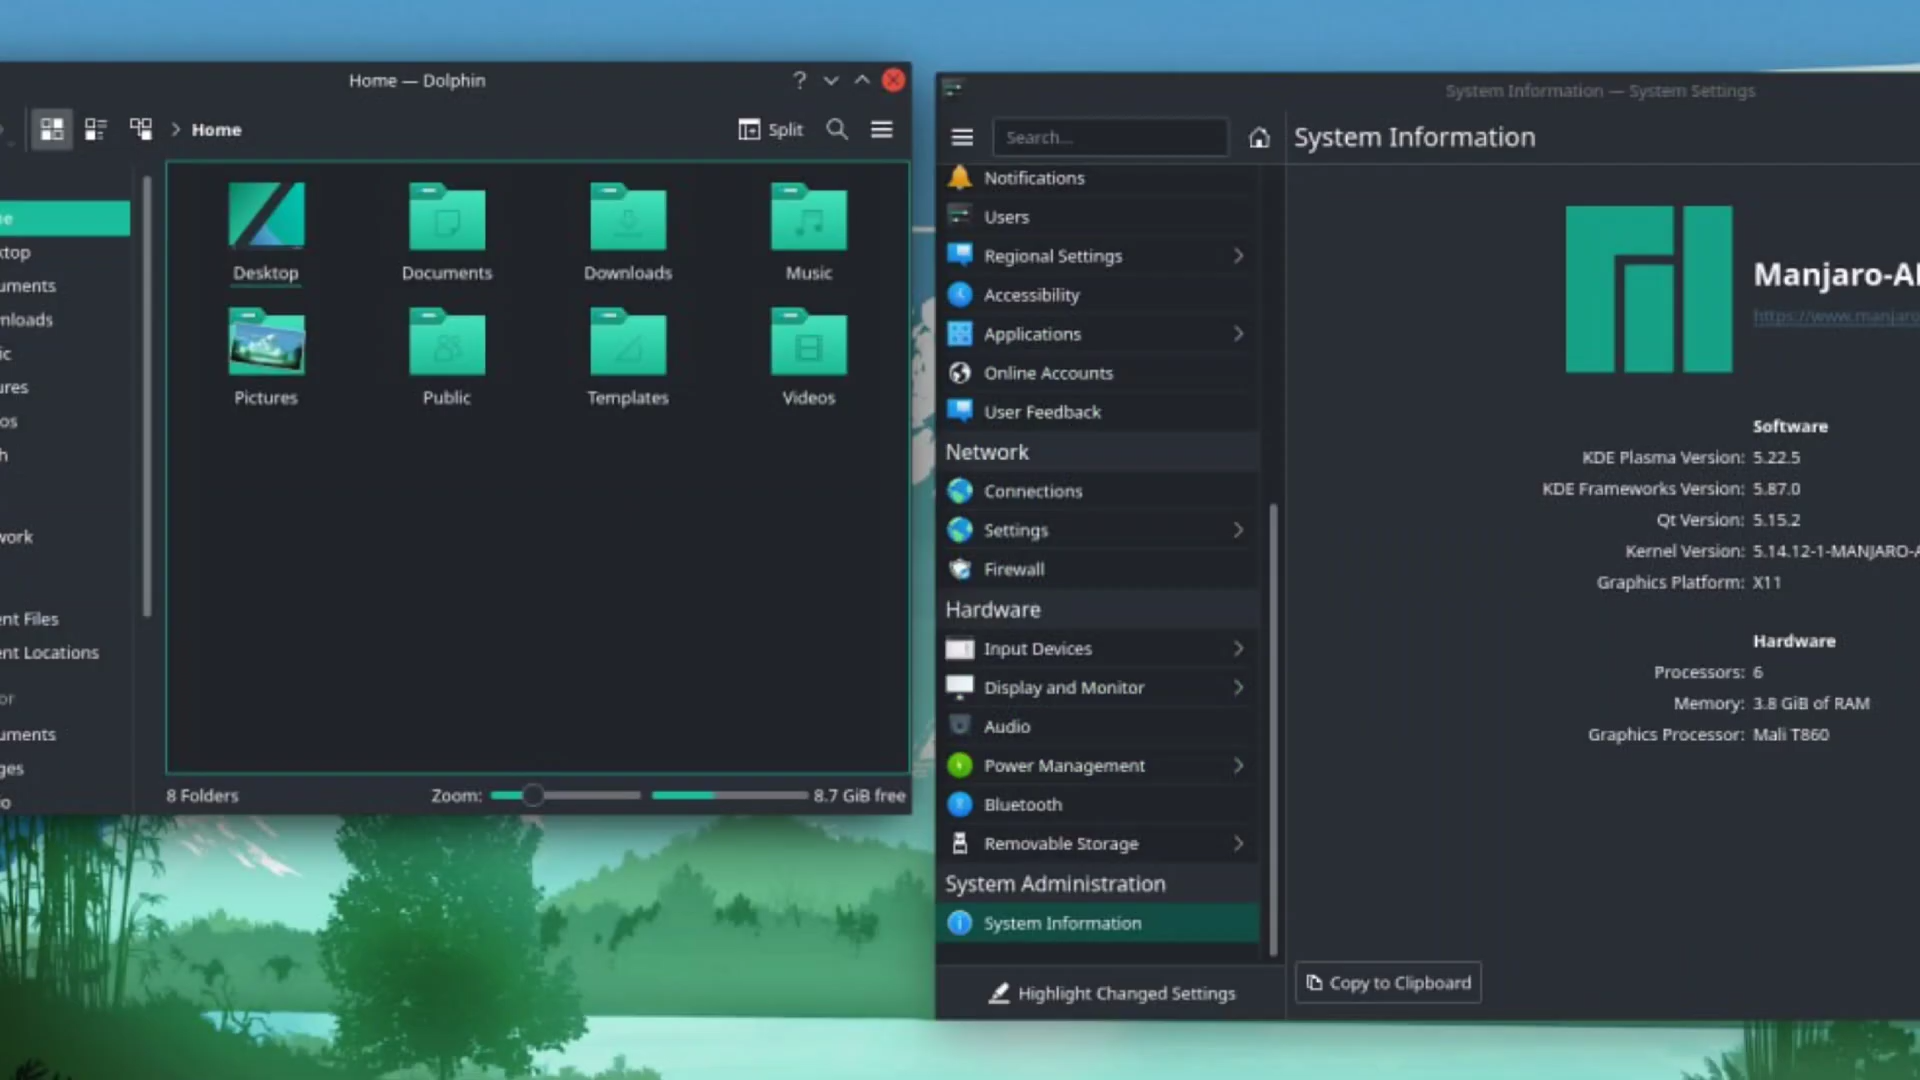 Home — Dolphin
Home
Split
Desktop
Documents
Downloads
Music
Pictures
Public
Templates
Videos
8 Folders
Zoom:
8.7 GiB free
e
ktop
uments
nloads
ic
ures
os
h
work
ent Files
ent Locations
or
uments
ges
io
System Information — System Settings
Search...
System Information
Notifications
Users
Regional Settings
Accessibility
Applications
Online Accounts
User Feedback
Network
Connections
Settings
Firewall
Hardware
Input Devices
Display and Monitor
Audio
Power Management
Bluetooth
Removable Storage
System Administration
System Information
Highlight Changed Settings
Manjaro-A
https://www.manjaro
Software
KDE Plasma Version: 5.22.5
KDE Frameworks Version: 5.87.0
Qt Version: 5.15.2
Kernel Version: 5.14.12-1-MANJARO-A
Graphics Platform: X11
Hardware
Processors: 6
Memory: 3.8 GiB of RAM
Graphics Processor: Mali T860
Copy to Clipboard